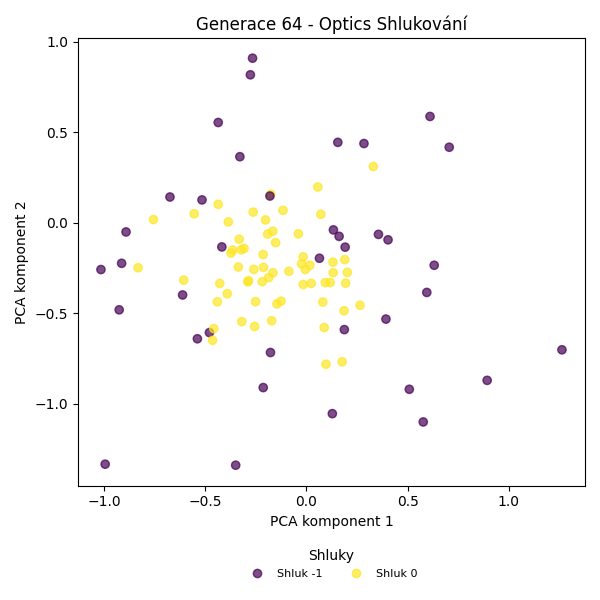 Generace 64 - Optics Shlukování
1.0
0.5
0.0
−0.5
−1.0
PCA komponent 2
−1.0
−0.5
0.0
0.5
1.0
PCA komponent 1
Shluky
Shluk -1
Shluk 0